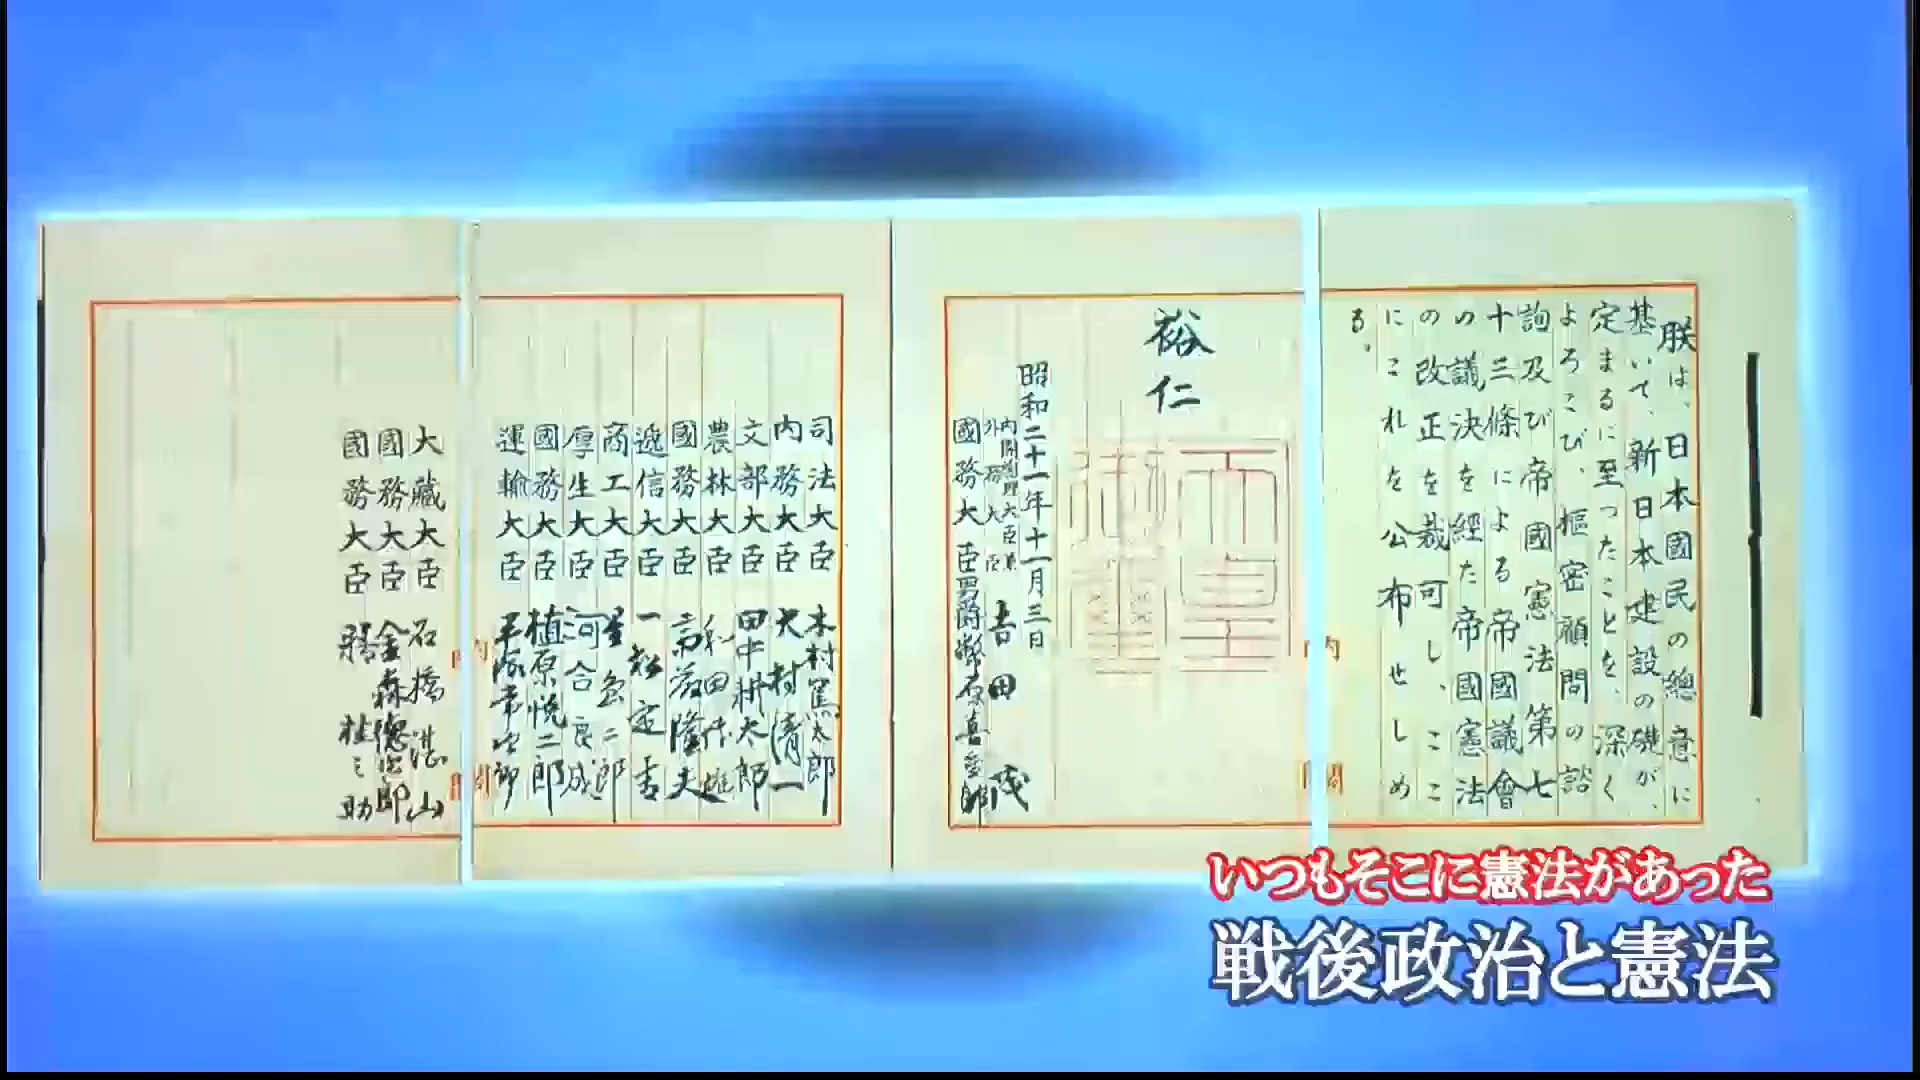 朕は、日本國民の總意に
基いて、新日本建設の礎が、
定まるに至つたことを、深く
よろこび、樞密顧問の諮
詢及び帝國憲法第七
十三條による帝國議會
の議決を經た帝國憲法
の改正を裁可し、ここ
にこれを公布せしめ
る。
裕仁
天皇御璽
昭和二十一年十一月三日
内閣總理大臣兼
外務大臣 吉田茂
國務大臣 男爵幣原喜重郎
司法大臣 木村篤太郎
内務大臣 大村清一
文部大臣 田中耕太郎
農林大臣 和田博雄
國務大臣 斎藤隆夫
遞信大臣 一松定吉
商工大臣 星島二郎
厚生大臣 河合良成
國務大臣 植原悦二郎
運輸大臣 平塚常次郎
大藏大臣 石橋湛山
國務大臣 金森德次郎
國務大臣 膳桂之助
内閣
内閣
いつもそこに憲法があった
戦後政治と憲法